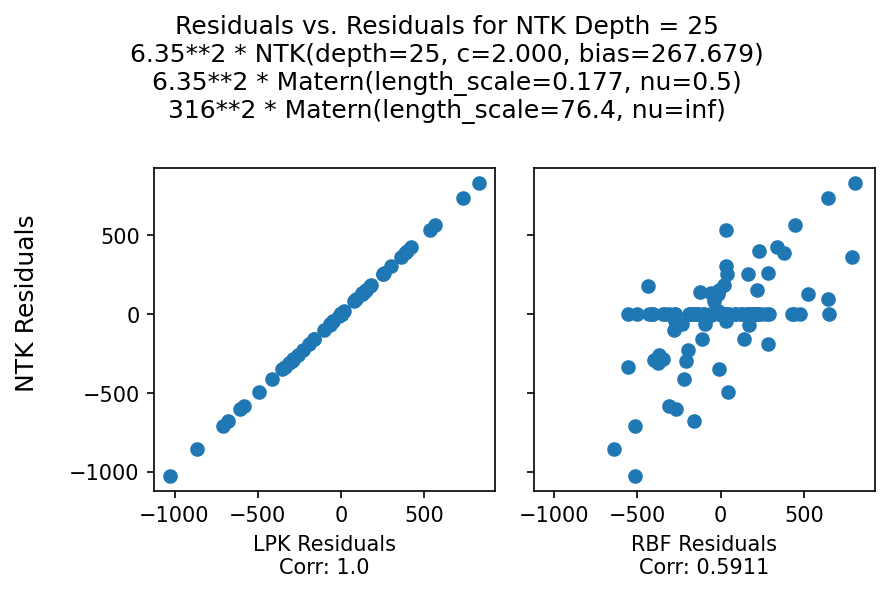 Residuals vs. Residuals for NTK Depth = 25
6.35**2 * NTK(depth=25, c=2.000, bias=267.679)
6.35**2 * Matern(length_scale=0.177, nu=0.5)
316**2 * Matern(length_scale=76.4, nu=inf)
NTK Residuals
500
0
−500
−1000
−1000 −500 0 500
LPK Residuals
Corr: 1.0
−1000 −500 0 500
RBF Residuals
Corr: 0.5911